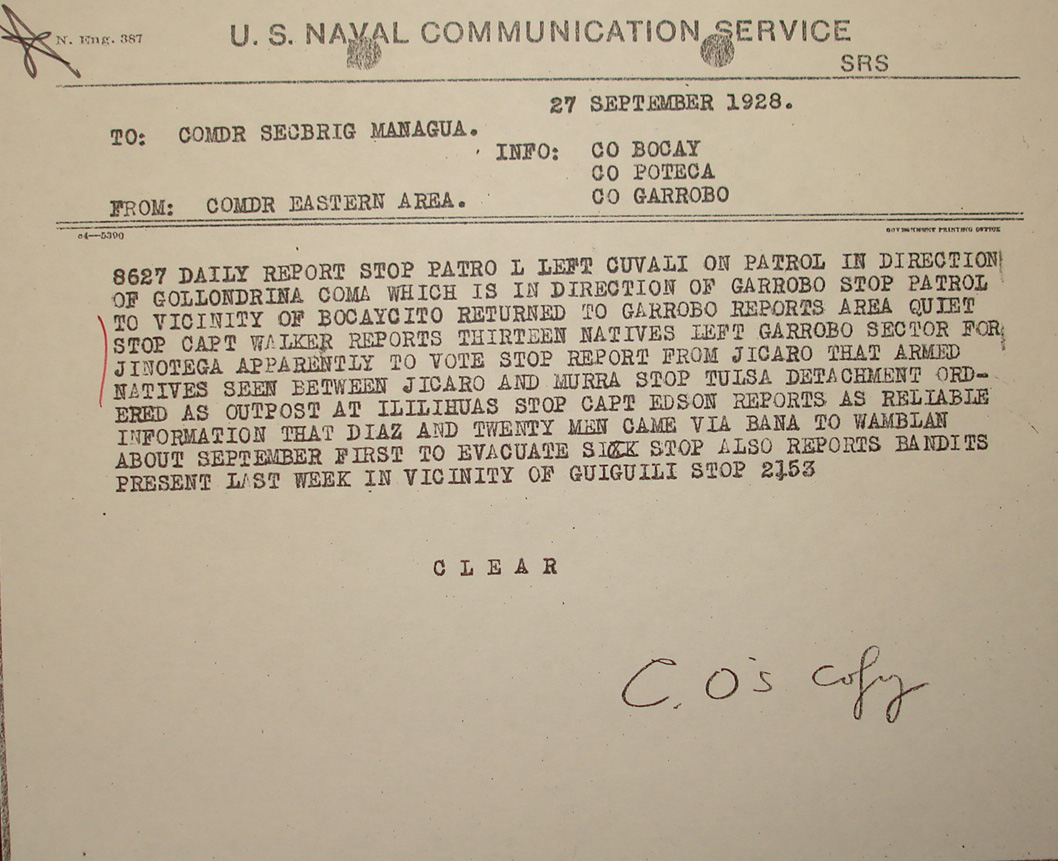 N. Eng. 387
U. S. NAVAL COMMUNICATION SERVICE
SRS
27 SEPTEMBER 1928.
TO: COMDR SECBRIG MANAGUA.
INFO: CO BOCAY
CO POTECA
FROM: COMDR EASTERN AREA. CO GARROBO
c4—5390 GOVERNMENT PRINTING OFFICE
8627 DAILY REPORT STOP PATRO L LEFT CUVALI ON PATROL IN DIRECTION
OF GOLLONDRINA COMA WHICH IS IN DIRECTION OF GARROBO STOP PATROL
TO VICINITY OF BOCAYCITO RETURNED TO GARROBO REPORTS AREA QUIET
STOP CAPT WALKER REPORTS THIRTEEN NATIVES LEFT GARROBO SECTOR FOR
JINOTEGA APPARENTLY TO VOTE STOP REPORT FROM JICARO THAT ARMED
NATIVES SEEN BETWEEN JICARO AND MURRA STOP TULSA DETACHMENT ORD-
ERED AS OUTPOST AT ILILIHUAS STOP CAPT EDSON REPORTS AS RELIABLE
INFORMATION THAT DIAZ AND TWENTY MEN CAME VIA BANA TO WAMBLAN
ABOUT SEPTEMBER FIRST TO EVACUATE SICK STOP ALSO REPORTS BANDITS
PRESENT LAST WEEK IN VICINITY OF GUIGUILI STOP 2153
C L E A R
C. O's copy